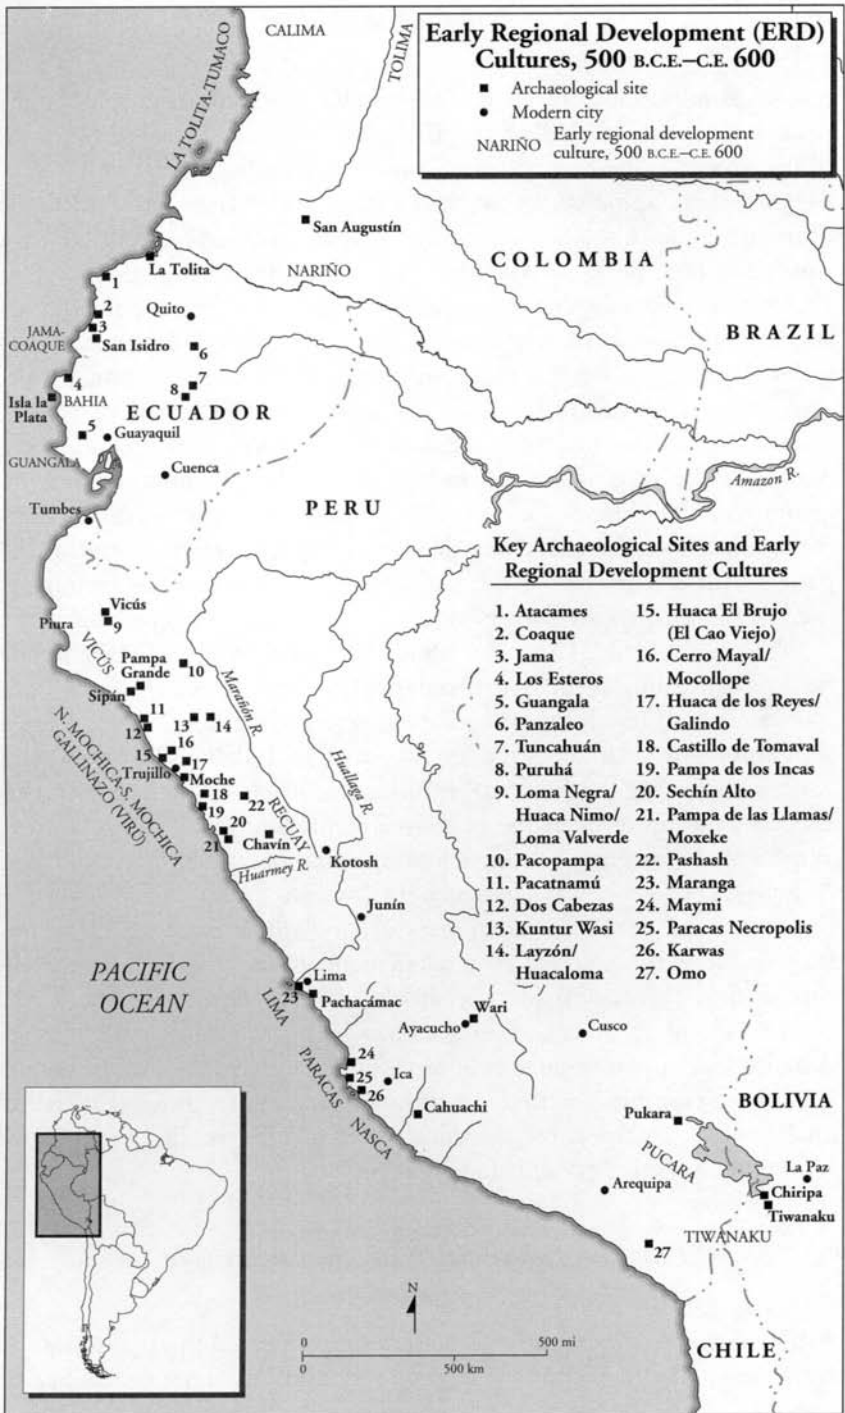 Early Regional Development (ERD)
Cultures, 500 B.C.E.–C.E. 600
Archaeological site
Modern city
NARIÑO
Early regional development
culture, 500 B.C.E.–C.E. 600
CALIMA
TOLIMA
LA TOLITA-TUMACO
San Augustín
La Tolita
NARIÑO
COLOMBIA
1
2
Quito
BRAZIL
JAMA-
COAQUE
3
San Isidro
6
4
7
Isla la
Plata
BAHIA
8
ECUADOR
5
Guayaquil
GUANGALA
Cuenca
Amazon R.
Tumbes
PERU
Key Archaeological Sites and Early
Regional Development Cultures
1. Atacames
2. Coaque
3. Jama
4. Los Esteros
5. Guangala
6. Panzaleo
7. Tuncahuán
8. Puruhá
9. Loma Negra/
Huaca Nimo/
Loma Valverde
10. Pacopampa
11. Pacatnamú
12. Dos Cabezas
13. Kuntur Wasi
14. Layzón/
Huacaloma
15. Huaca El Brujo
(El Cao Viejo)
16. Cerro Mayal/
Mocollope
17. Huaca de los Reyes/
Galindo
18. Castillo de Tomaval
19. Pampa de los Incas
20. Sechín Alto
21. Pampa de las Llamas/
Moxeke
22. Pashash
23. Maranga
24. Maymi
25. Paracas Necropolis
26. Karwas
27. Omo
Vicús
9
Piura
VICÚS
Pampa
Grande
10
Sipán
Marañón R.
11
12
13
14
N. MOCHICA-S. MOCHICA
GALLINAZO (VIRÚ)
16
15
17
Trujillo
Moche
Huallaga R.
18
22
19
RECUAY
20
Chavín
21
Kotosh
Huarmey R.
Junín
PACIFIC
OCEAN
Lima
23
Pachacámac
LIMA
Wari
Ayacucho
Cusco
24
PARACAS
25
Ica
26
NASCA
Cahuachi
BOLIVIA
Pukara
PUCARA
La Paz
Arequipa
Chiripa
Tiwanaku
TIWANAKU
27
N
0
500 mi
0
500 km
CHILE